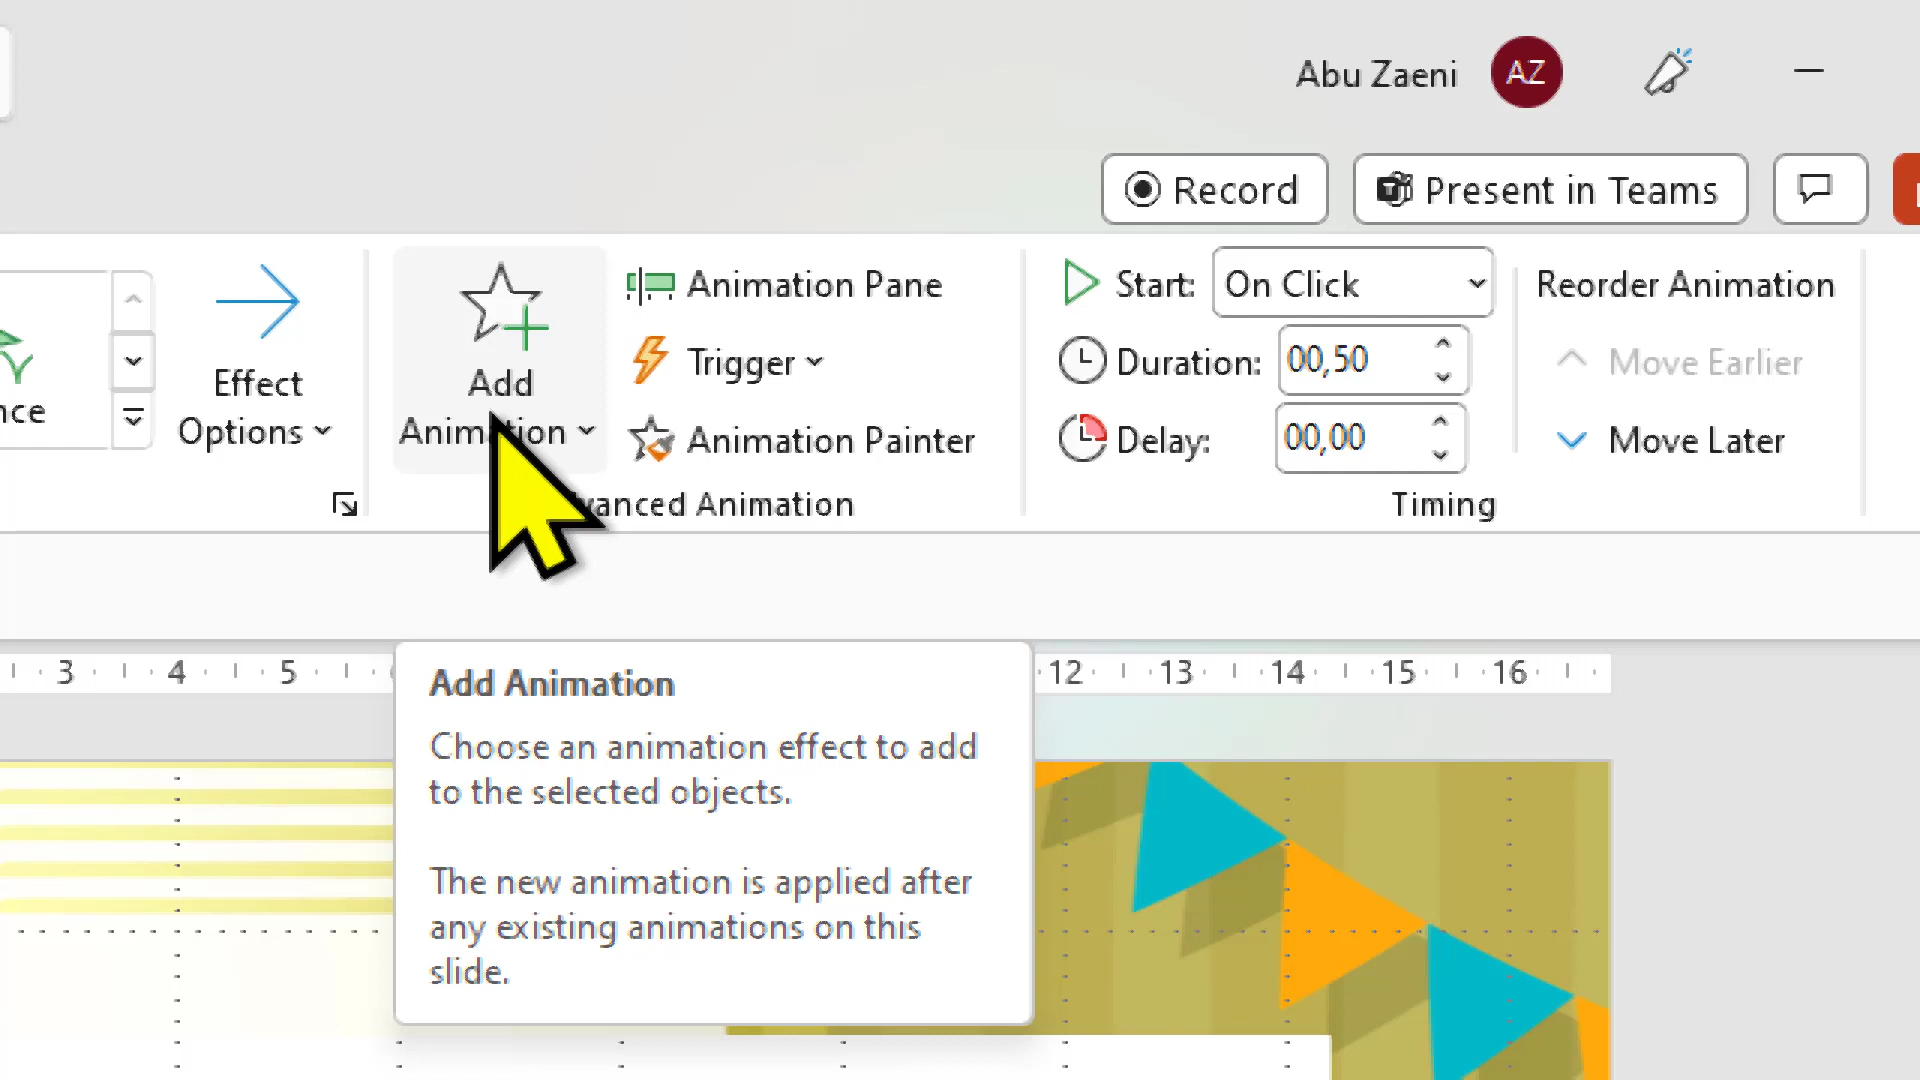 Abu Zaeni AZ
Record Present in Teams
Effect
Options
Add
Animation
Animation Pane
Trigger
Animation Painter
Animation
Start: On Click
Duration: 00,50
Delay: 00,00
Timing
Reorder Animation
Move Earlier
Move Later
3 4 5 12 13 14 15 16
Add Animation
Choose an animation effect to add
to the selected objects.
The new animation is applied after
any existing animations on this
slide.